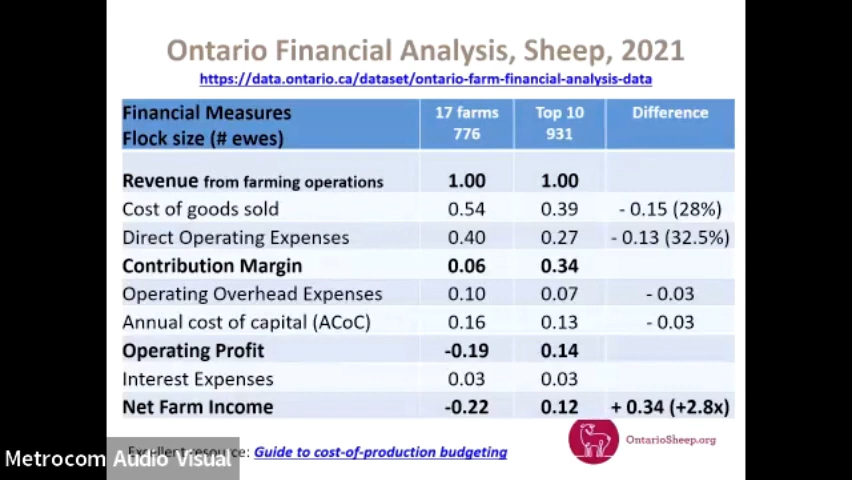 Ontario Financial Analysis, Sheep, 2021
https://data.ontario.ca/dataset/ontario-farm-financial-analysis-data
Financial Measures 17 farms Top 10 Difference
Flock size (# ewes) 776 931
Revenue from farming operations 1.00 1.00
Cost of goods sold 0.54 0.39 - 0.15 (28%)
Direct Operating Expenses 0.40 0.27 - 0.13 (32.5%)
Contribution Margin 0.06 0.34
Operating Overhead Expenses 0.10 0.07 - 0.03
Annual cost of capital (ACoC) 0.16 0.13 - 0.03
Operating Profit -0.19 0.14
Interest Expenses 0.03 0.03
Net Farm Income -0.22 0.12 + 0.34 (+2.8x)
OntarioSheep.org
Excellent resource: Guide to cost-of-production budgeting
Metrocom Audio Visual